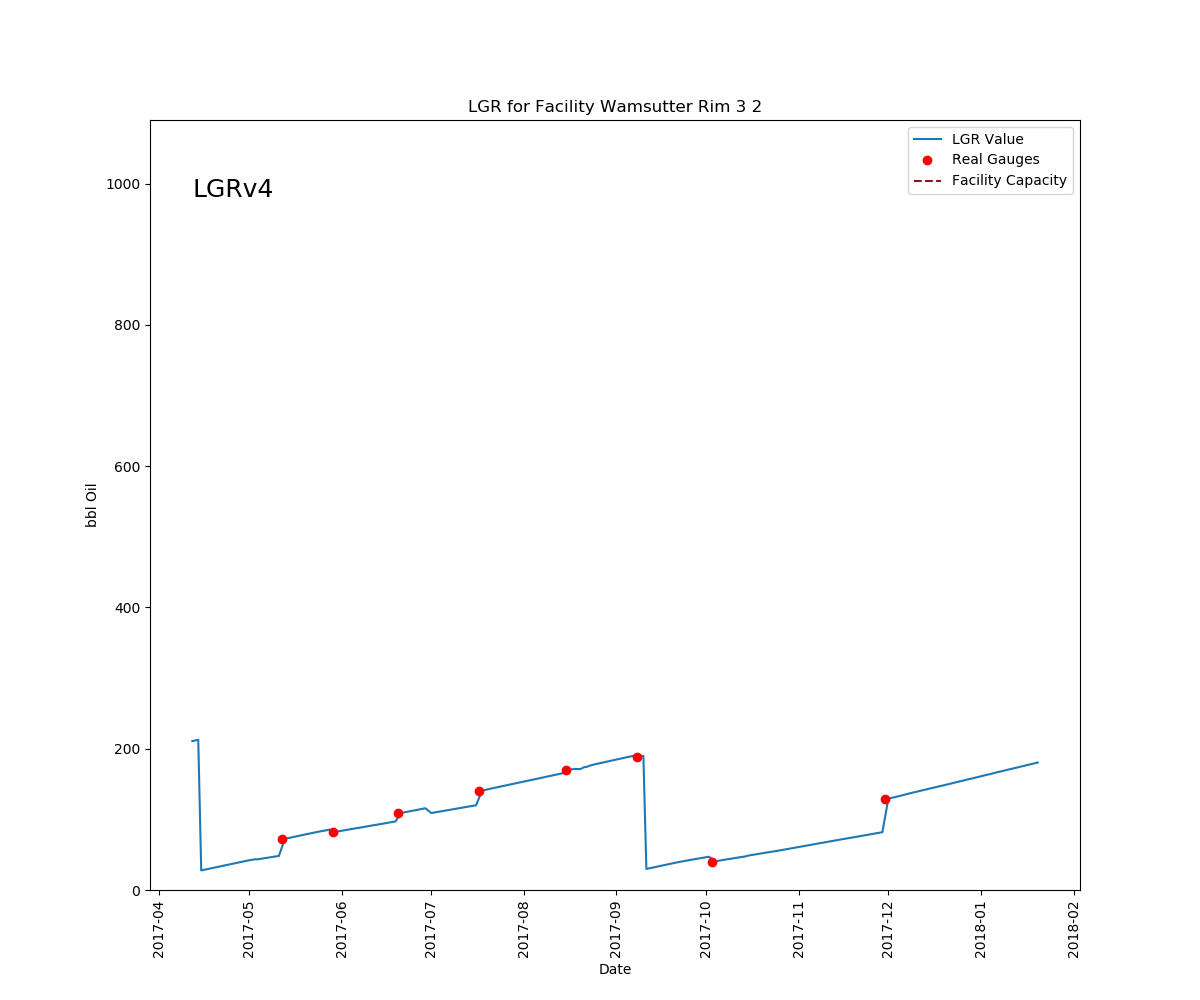 LGR for Facility Wamsutter Rim 3 2
LGR Value
Real Gauges
Facility Capacity
LGRv4
1000
800
600
400
200
0
bbl Oil
2017-04
2017-05
2017-06
2017-07
2017-08
2017-09
2017-10
2017-11
2017-12
2018-01
2018-02
Date